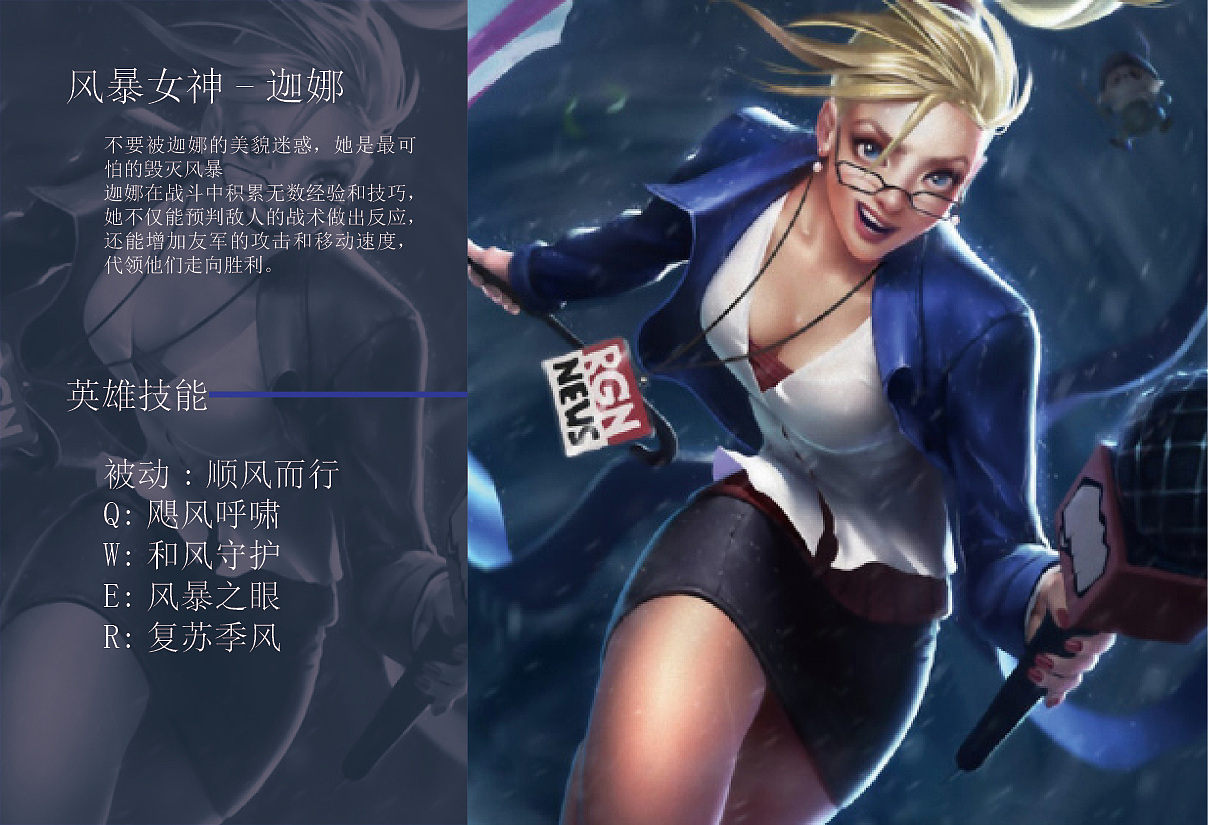 风暴女神 – 迦娜
不要被迦娜的美貌迷惑，她是最可
怕的毁灭风暴
迦娜在战斗中积累无数经验和技巧，
她不仅能预判敌人的战术做出反应，
还能增加友军的攻击和移动速度，
代领他们走向胜利。
英雄技能
被动：顺风而行
Q: 飓风呼啸
W: 和风守护
E: 风暴之眼
R: 复苏季风
RGN
NEWS